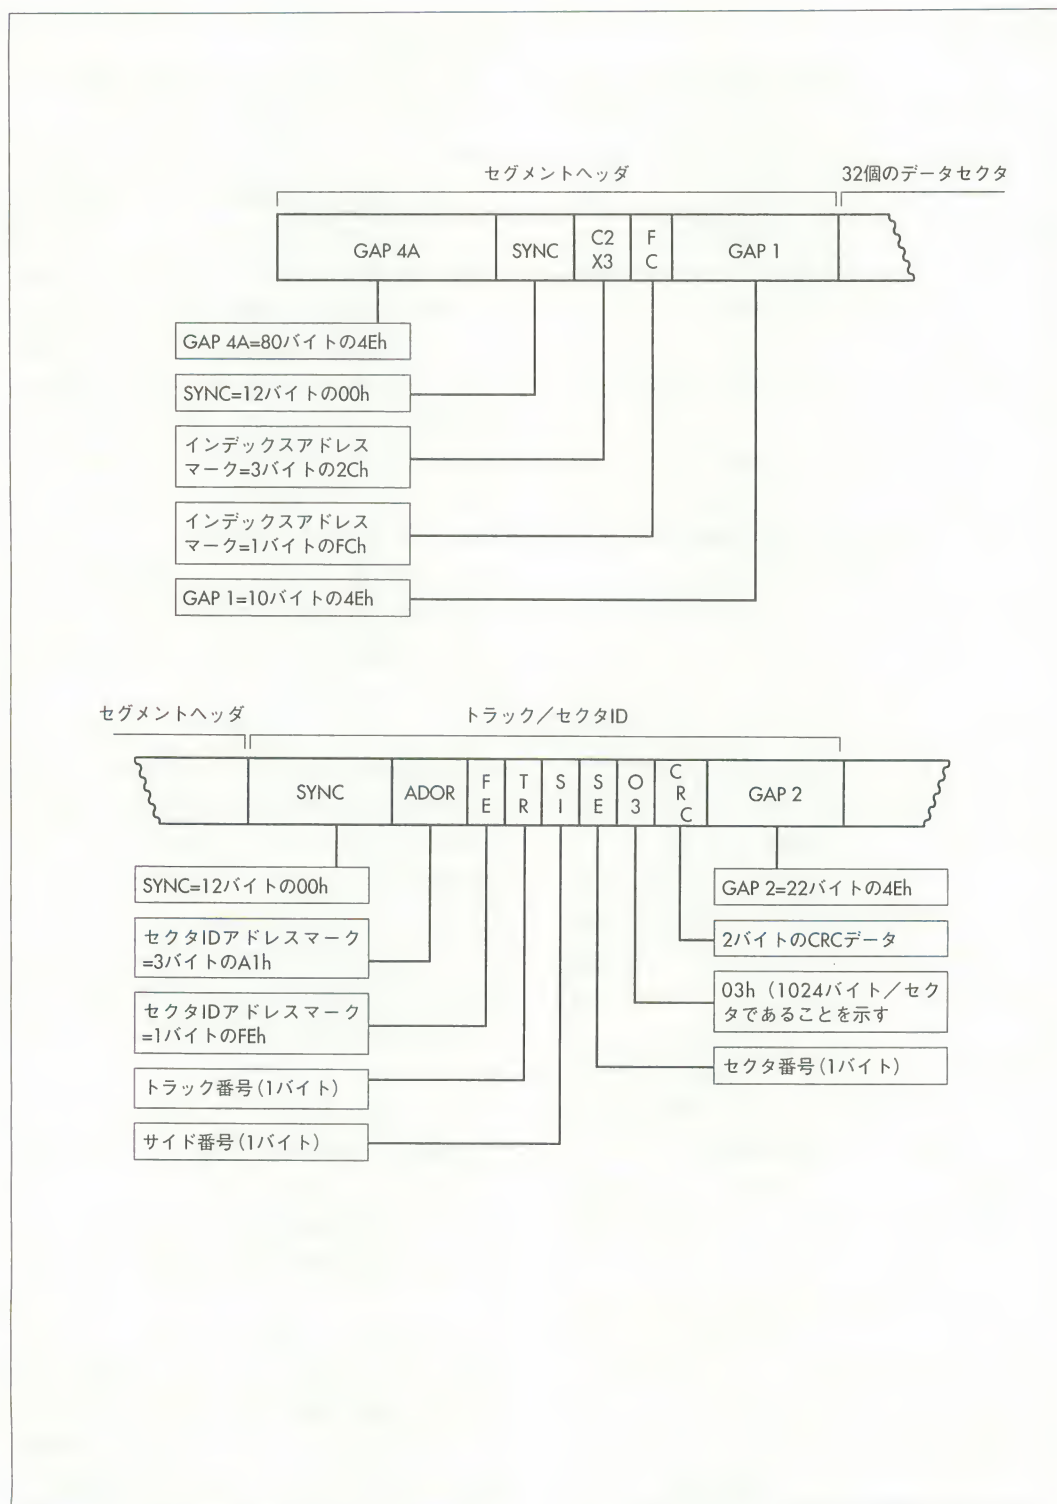 セグメントヘッダ
32個のデータセクタ
GAP 4A
SYNC
C2
X3
F
C
GAP 1
GAP 4A=80バイトの4Eh
SYNC=12バイトの00h
インデックスアドレス
マーク=3バイトの2Ch
インデックスアドレス
マーク=1バイトのFCh
GAP 1=10バイトの4Eh
セグメントヘッダ
トラック／セクタID
SYNC
ADOR
F
E
T
R
S
I
S
E
O
3
C
R
C
GAP 2
SYNC=12バイトの00h
セクタIDアドレスマーク
=3バイトのA1h
セクタIDアドレスマーク
=1バイトのFEh
トラック番号(1バイト)
サイド番号(1バイト)
GAP 2=22バイトの4Eh
2バイトのCRCデータ
03h（1024バイト／セク
タであることを示す
セクタ番号(1バイト)